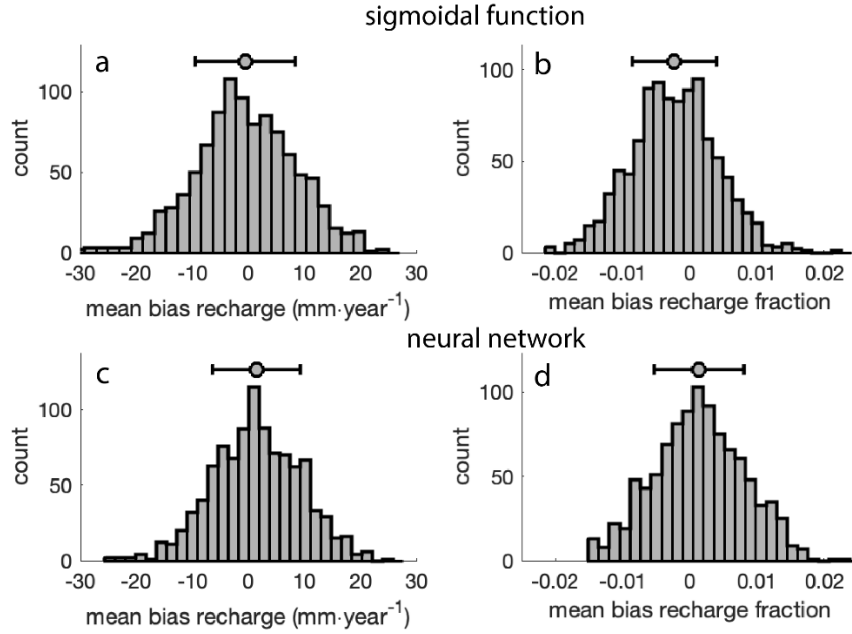 sigmoidal function
a
b
100
50
0
count
-30 -20 -10 0 10 20 30
mean bias recharge (mm·year⁻¹)
100
50
0
count
-0.02 -0.01 0 0.01 0.02
mean bias recharge fraction
neural network
c
d
100
50
0
count
-30 -20 -10 0 10 20 30
mean bias recharge (mm·year⁻¹)
100
50
0
count
-0.02 -0.01 0 0.01 0.02
mean bias recharge fraction